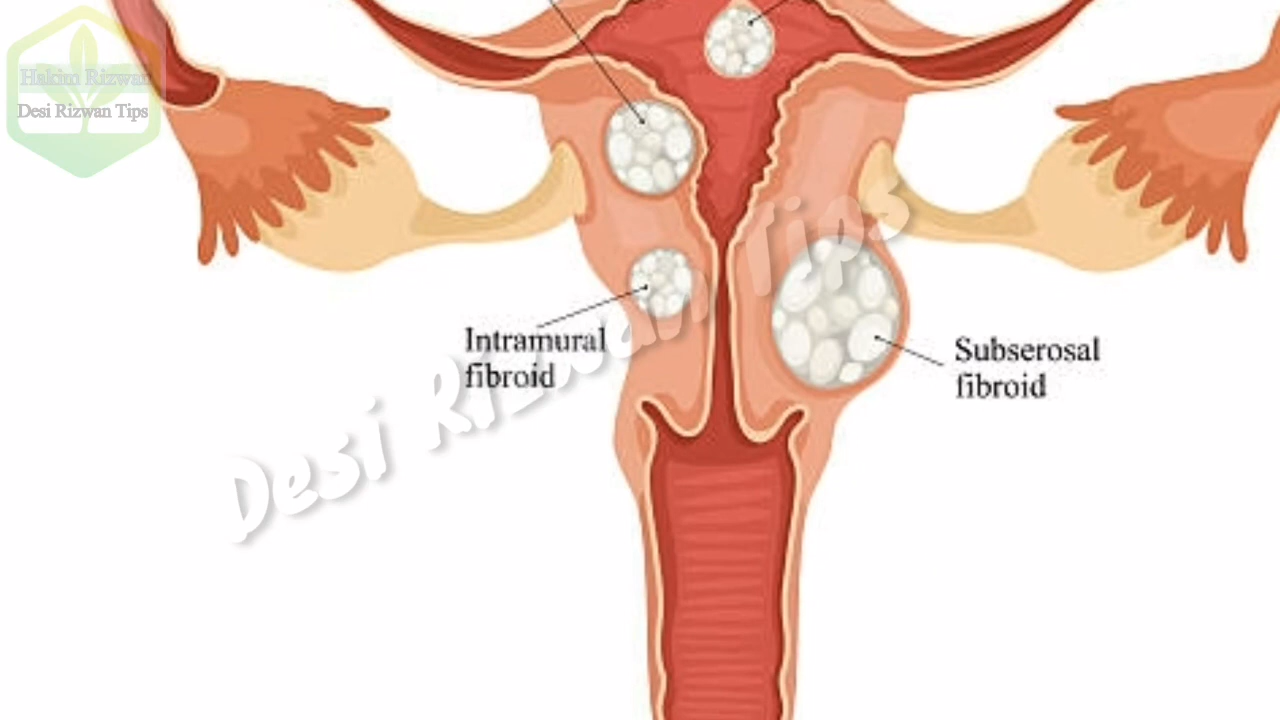 Hakim Rizwan
Desi Rizwan Tips
Intramural
fibroid
Subserosal
fibroid
Desi Rizwan Tips